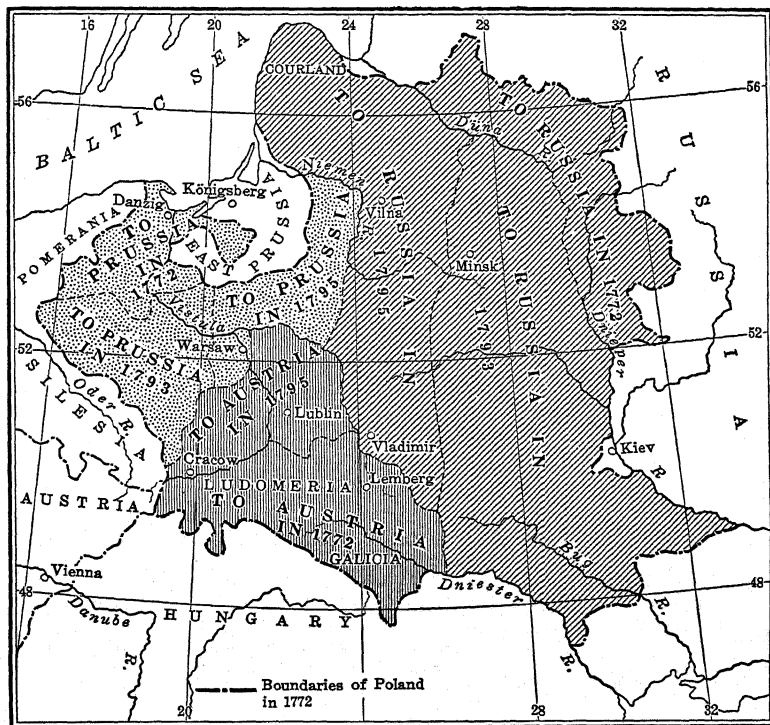 16 20 24 28 32
56 56
BALTIC SEA
COURLAND
TO RUSSIA IN 1795
TO RUSSIA IN 1772
RUSSIA
Düna R.
Niemen R.
Königsberg
Danzig
Vilna
POMERANIA
EAST PRUSSIA
TO PRUSSIA IN 1772
TO PRUSSIA IN 1795
Minsk
TO RUSSIA IN 1793
Vistula
TO PRUSSIA
IN 1793
Warsaw
52 52
Dnieper R.
SILESIA
Oder R.
TO AUSTRIA
IN 1795
Lublin
Vladimir
Kiev
Cracow
LUDOMERIA
Lemberg
AUSTRIA
TO AUSTRIA
IN 1772
GALICIA
Bug R.
Vienna
Dniester R.
48 48
Danube R.
HUNGARY
Boundaries of Poland
in 1772
20 28 32